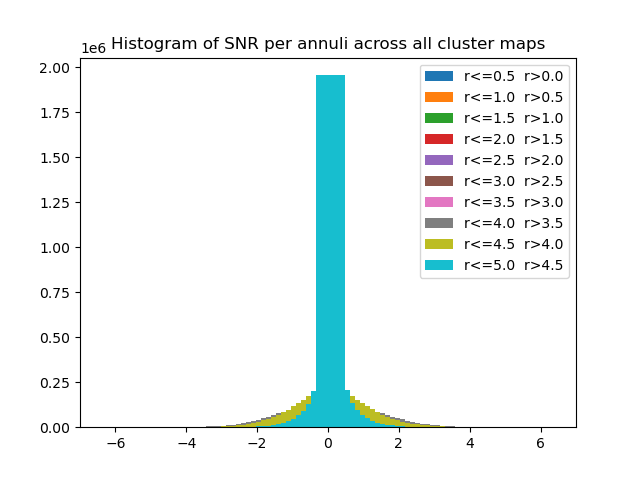 Histogram of SNR per annuli across all cluster maps
1e6
2.00
1.75
1.50
1.25
1.00
0.75
0.50
0.25
0.00
−6 −4 −2 0 2 4 6
r<=0.5 r>0.0
r<=1.0 r>0.5
r<=1.5 r>1.0
r<=2.0 r>1.5
r<=2.5 r>2.0
r<=3.0 r>2.5
r<=3.5 r>3.0
r<=4.0 r>3.5
r<=4.5 r>4.0
r<=5.0 r>4.5